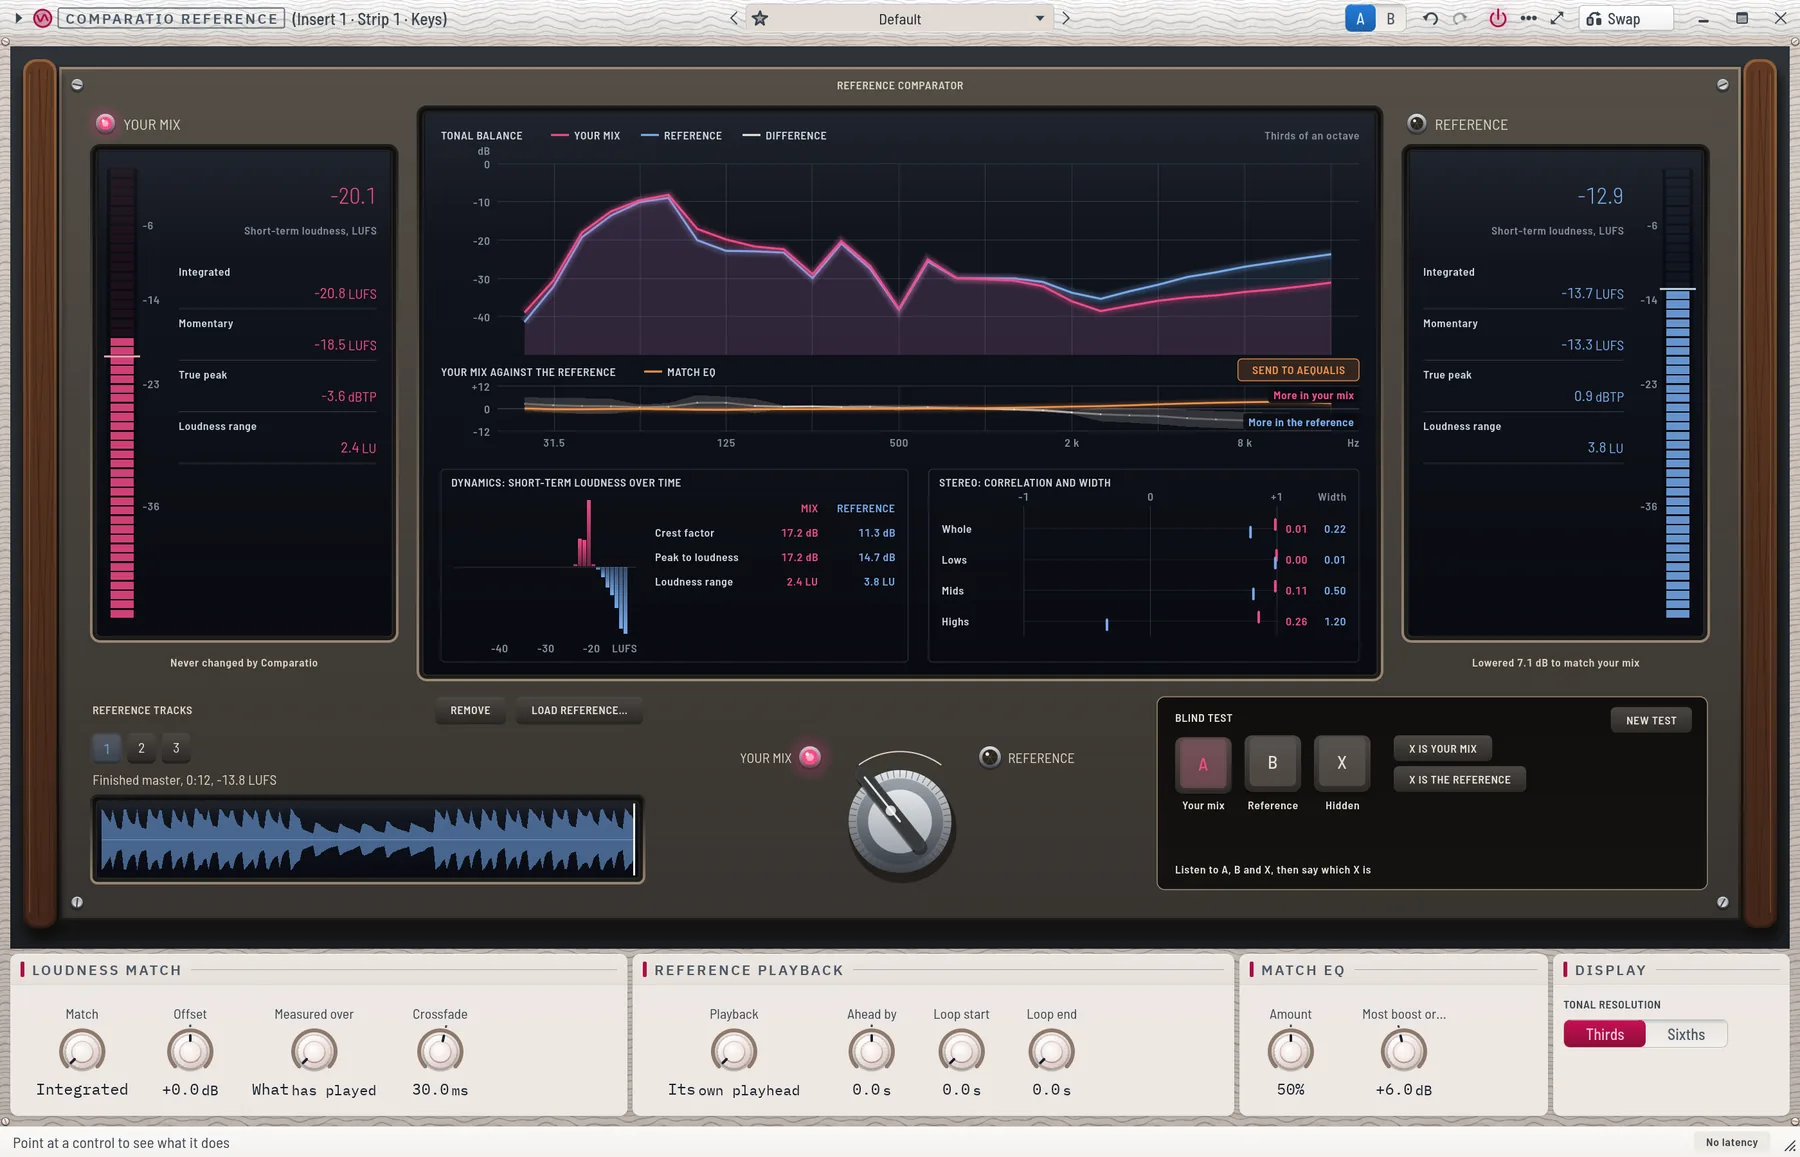 COMPARATIO REFERENCE (Insert 1 · Strip 1 · Keys)
Default
A B
Swap
REFERENCE COMPARATOR
YOUR MIX
-20.1
Short-term loudness, LUFS
Integrated
-20.8 LUFS
Momentary
-18.5 LUFS
True peak
-3.6 dBTP
Loudness range
2.4 LU
-6
-14
-23
-36
Never changed by Comparatio
TONAL BALANCE YOUR MIX REFERENCE DIFFERENCE Thirds of an octave
dB
0
-10
-20
-30
-40
YOUR MIX AGAINST THE REFERENCE MATCH EQ SEND TO AEQUALIS
+12
0
-12
More in your mix
More in the reference
31.5 125 500 2 k 8 k Hz
DYNAMICS: SHORT-TERM LOUDNESS OVER TIME
MIX REFERENCE
Crest factor 17.2 dB 11.3 dB
Peak to loudness 17.2 dB 14.7 dB
Loudness range 2.4 LU 3.8 LU
-40 -30 -20 LUFS
STEREO: CORRELATION AND WIDTH
-1 0 +1 Width
Whole 0.01 0.22
Lows 0.00 0.01
Mids 0.11 0.50
Highs 0.26 1.20
REFERENCE
-12.9
Short-term loudness, LUFS
Integrated
-13.7 LUFS
Momentary
-13.3 LUFS
True peak
0.9 dBTP
Loudness range
3.8 LU
-6
-14
-23
-36
Lowered 7.1 dB to match your mix
REFERENCE TRACKS REMOVE LOAD REFERENCE...
1 2 3
Finished master, 0:12, -13.8 LUFS
YOUR MIX REFERENCE
BLIND TEST NEW TEST
A B X
Your mix Reference Hidden
X IS YOUR MIX
X IS THE REFERENCE
Listen to A, B and X, then say which X is
LOUDNESS MATCH
Match Offset Measured over Crossfade
Integrated +0.0 dB What has played 30.0 ms
REFERENCE PLAYBACK
Playback Ahead by Loop start Loop end
Its own playhead 0.0 s 0.0 s 0.0 s
MATCH EQ
Amount Most boost or...
50% +6.0 dB
DISPLAY
TONAL RESOLUTION
Thirds Sixths
Point at a control to see what it does
No latency